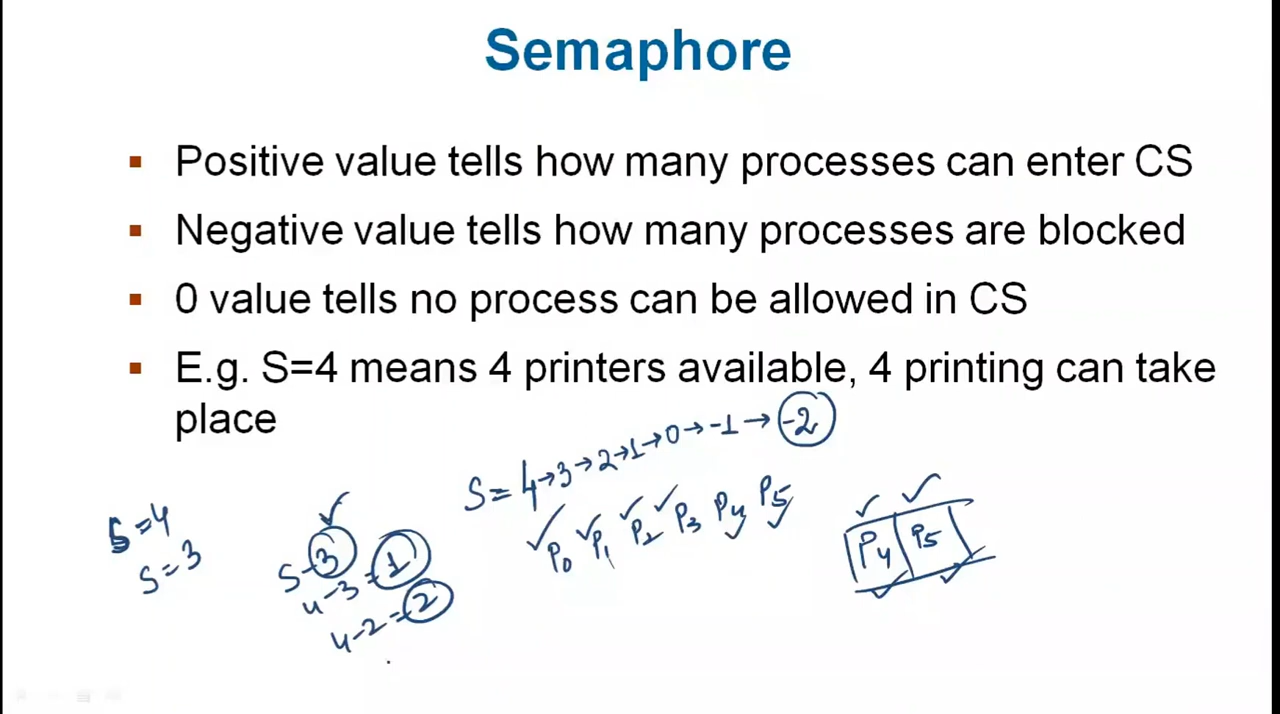 Semaphore
▪ Positive value tells how many processes can enter CS
▪ Negative value tells how many processes are blocked
▪ 0 value tells no process can be allowed in CS
▪ E.g. S=4 means 4 printers available, 4 printing can take
place
S=4→3→2→1→0→-1→-2
P0 P1 P2 P3 P4 P5
P4 P5
S=4
S=3
S=3
4-3=1
4-2=2